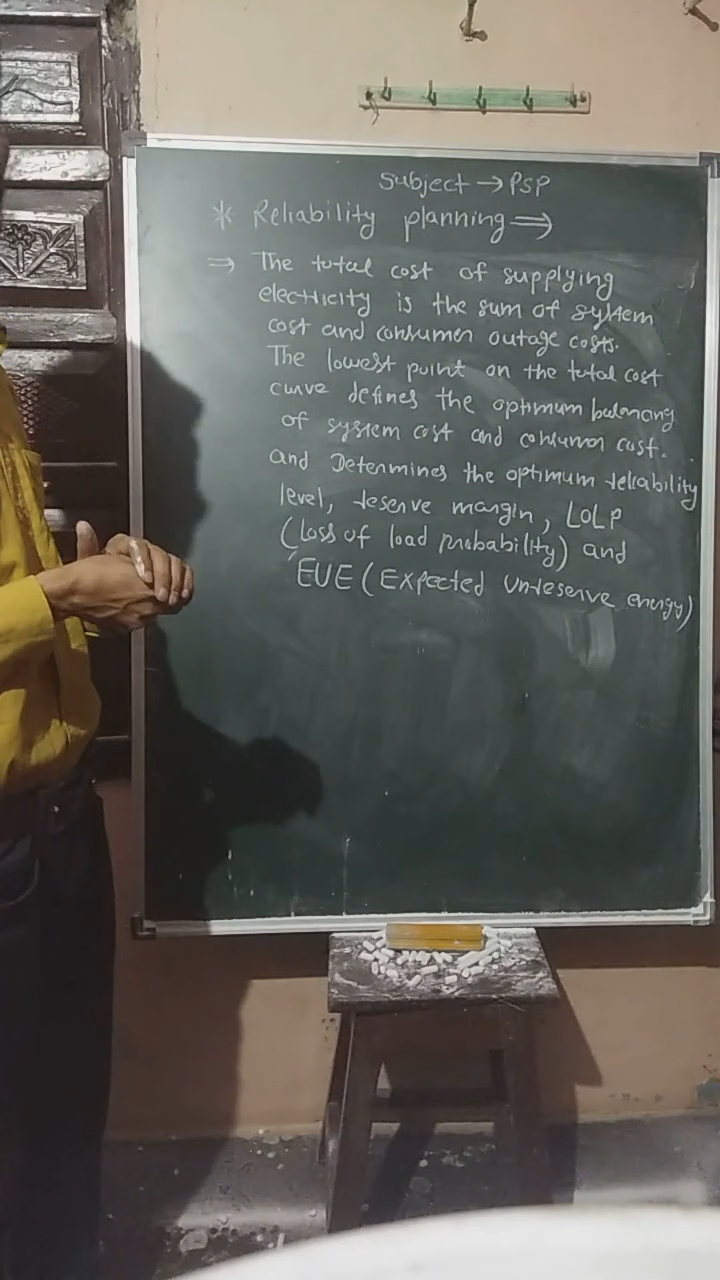 Subject → PSP
* Reliability planning ⇒
⇒ The total cost of supplying
electricity is the sum of system
cost and consumer outage costs.
The lowest point on the total cost
curve defines the optimum balancing
of system cost and consumer cost.
and Determines the optimum reliability
level, reserve margin, LOLP
(loss of load probability) and
EUE (Expected un-reserve energy)